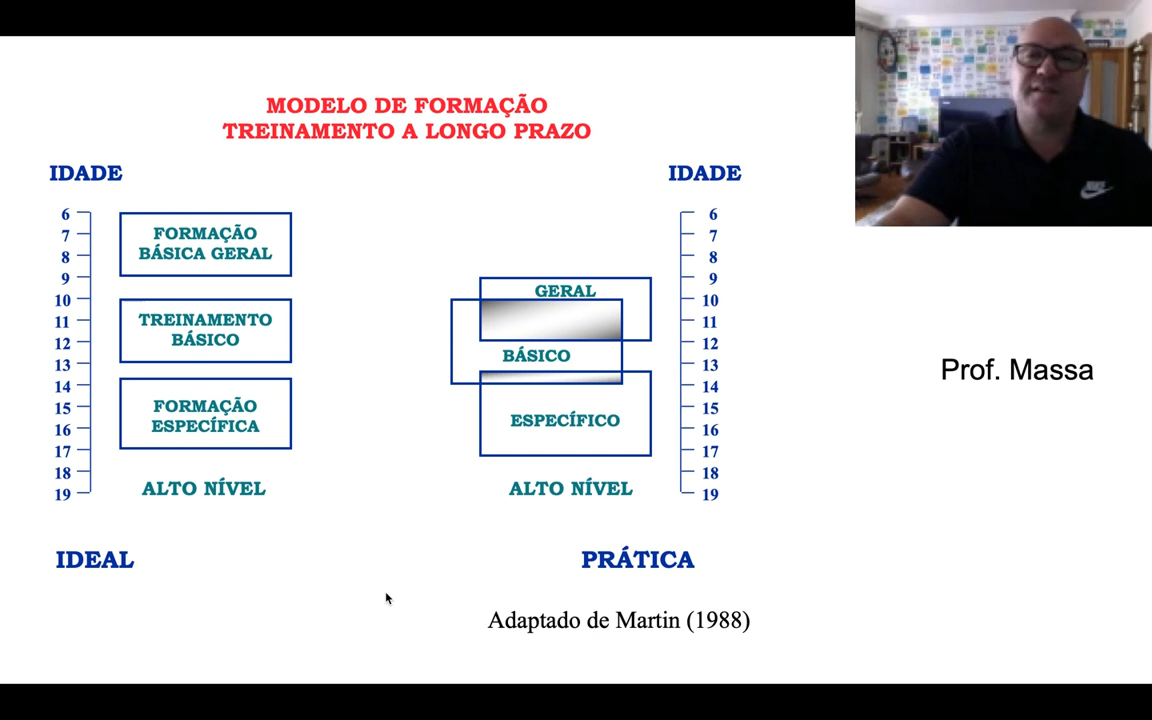 MODELO DE FORMAÇÃO
TREINAMENTO A LONGO PRAZO
IDADE
6
7
8
9
10
11
12
13
14
15
16
17
18
19
FORMAÇÃO
BÁSICA GERAL
TREINAMENTO
BÁSICO
FORMAÇÃO
ESPECÍFICA
ALTO NÍVEL
IDEAL
IDADE
6
7
8
9
10
11
12
13
14
15
16
17
18
19
GERAL
BÁSICO
ESPECÍFICO
ALTO NÍVEL
PRÁTICA
Adaptado de Martin (1988)
Prof. Massa
NIKE